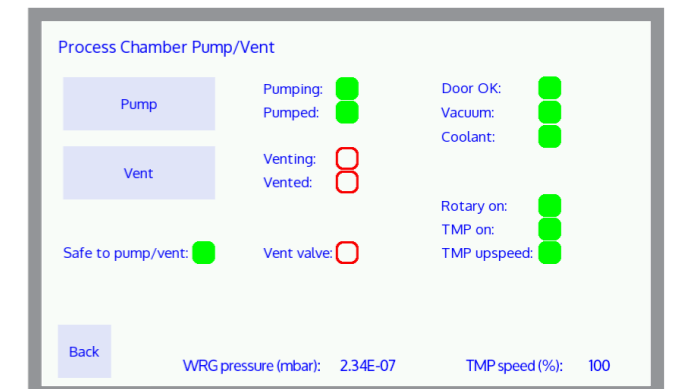 Process Chamber Pump/Vent
Pump
Pumping:
Pumped:
Door OK:
Vacuum:
Coolant:
Vent
Venting:
Vented:
Rotary on:
TMP on:
TMP upspeed:
Safe to pump/vent:
Vent valve:
Back
WRG pressure (mbar): 2.34E-07
TMP speed (%): 100